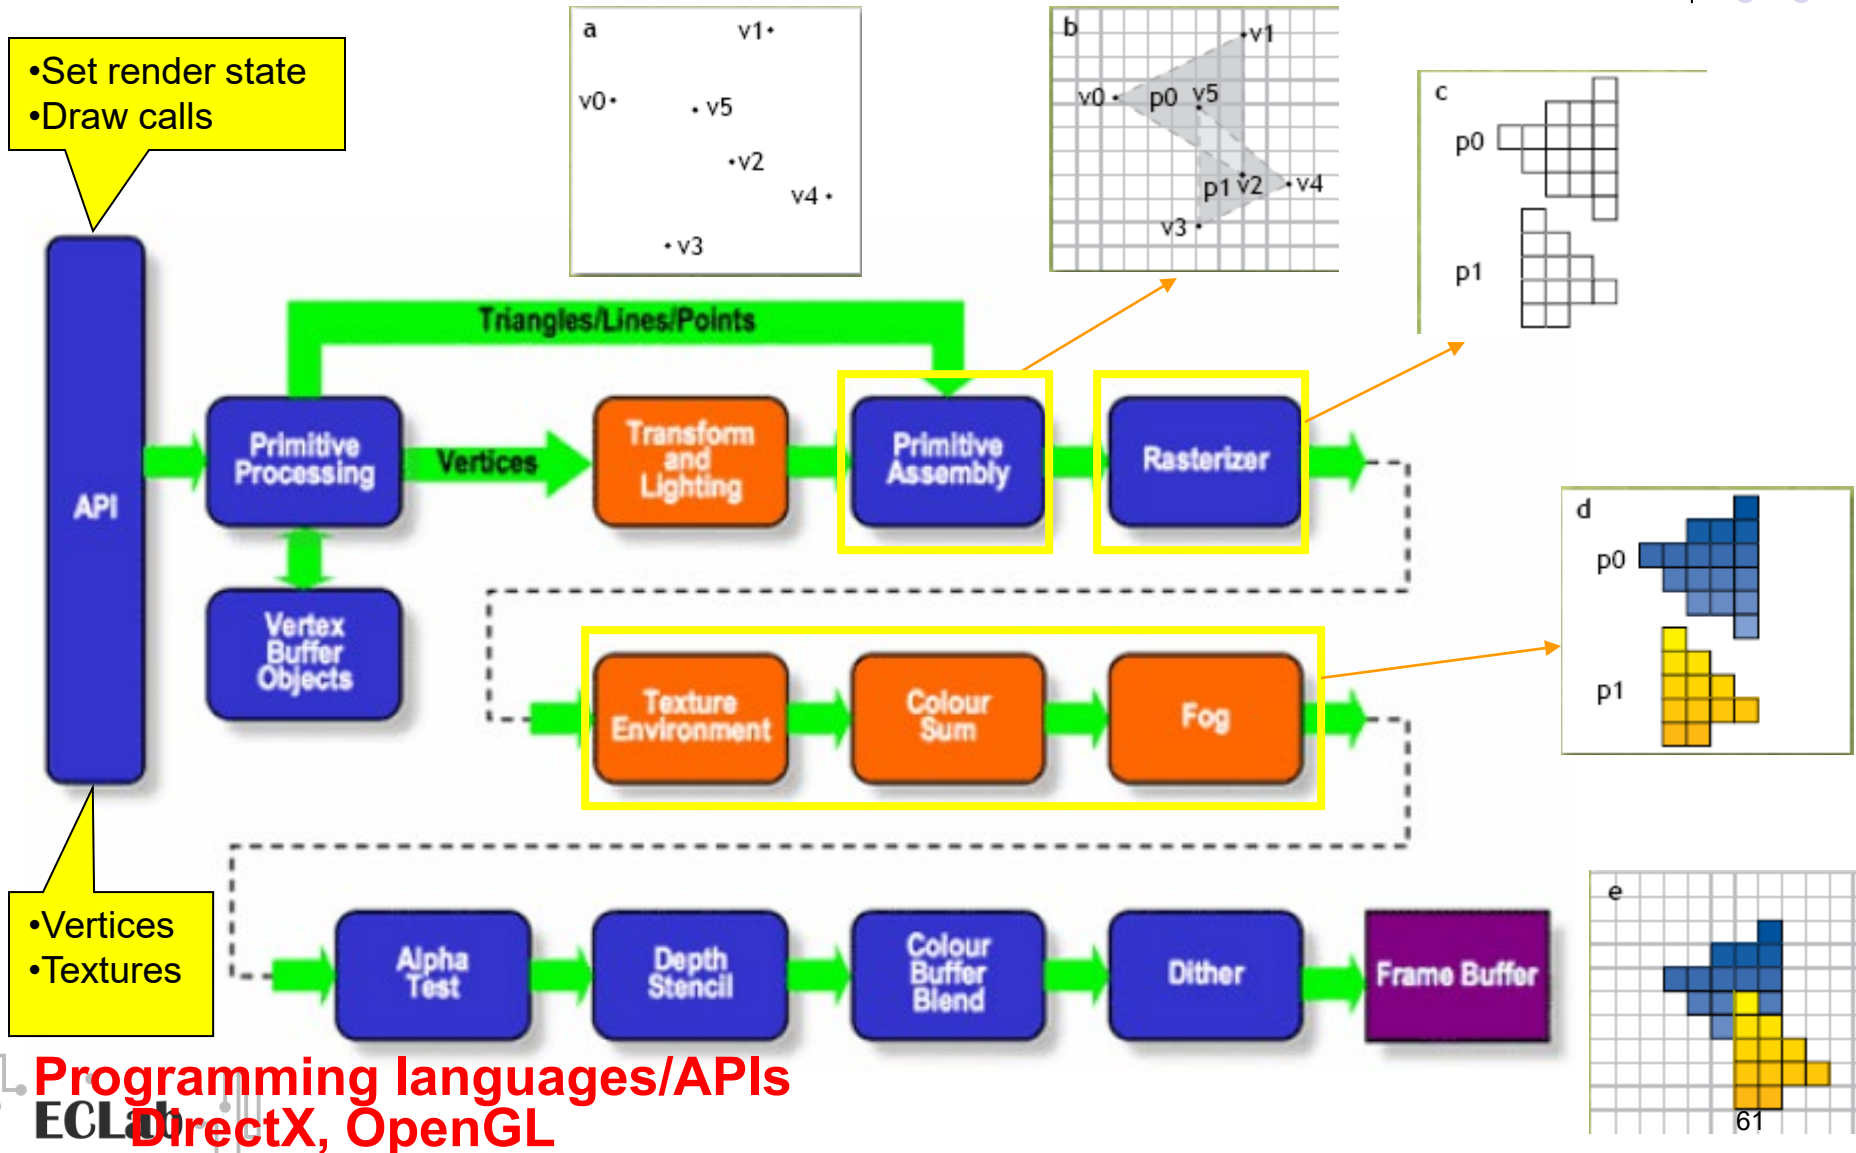 •Set render state
•Draw calls
a
v1
v0
v5
v2
v4
v3
b
v1
v0
p0
v5
p1
v2
v4
v3
c
p0
p1
Triangles/Lines/Points
API
Primitive
Processing
Vertices
Transform
and
Lighting
Primitive
Assembly
Rasterizer
Vertex
Buffer
Objects
Texture
Environment
Colour
Sum
Fog
d
p0
p1
•Vertices
•Textures
Alpha
Test
Depth
Stencil
Colour
Buffer
Blend
Dither
Frame Buffer
e
Programming languages/APIs
DirectX, OpenGL
ECLab
61